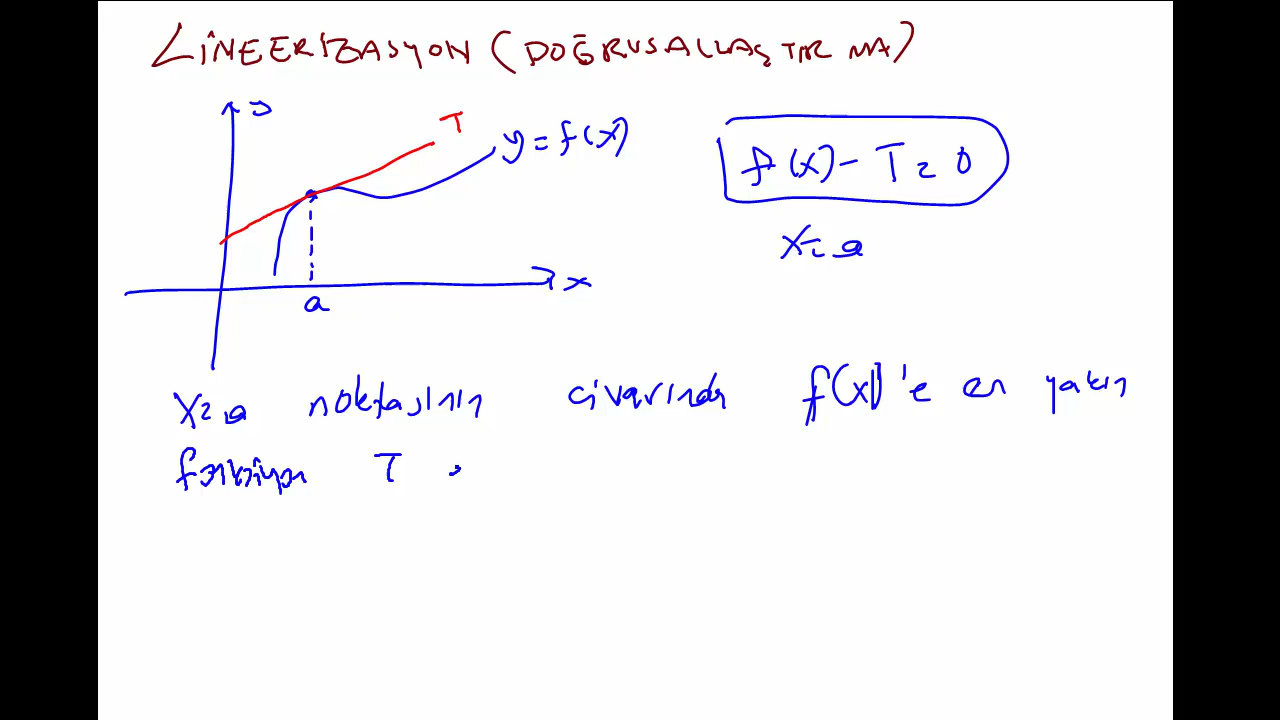 LİNEERİZASYON (DOĞRUSALLAŞTIRMA)
y
T
y = f(x)
f(x) - T = 0
x = a
x
a
x = a noktasının civarında f(x)'e en yakın
fonksiyon T